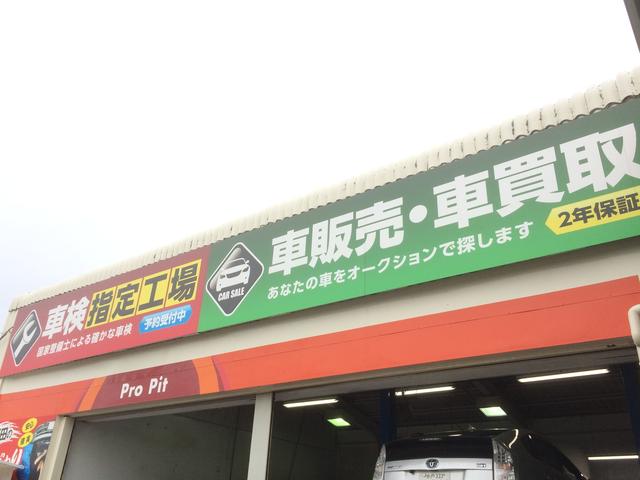 車検指定工場
国家整備士による確かな車検
予約受付中
CAR SALE
車販売・車買取
あなたの車をオークションで探します
2年保証
Pro Pit